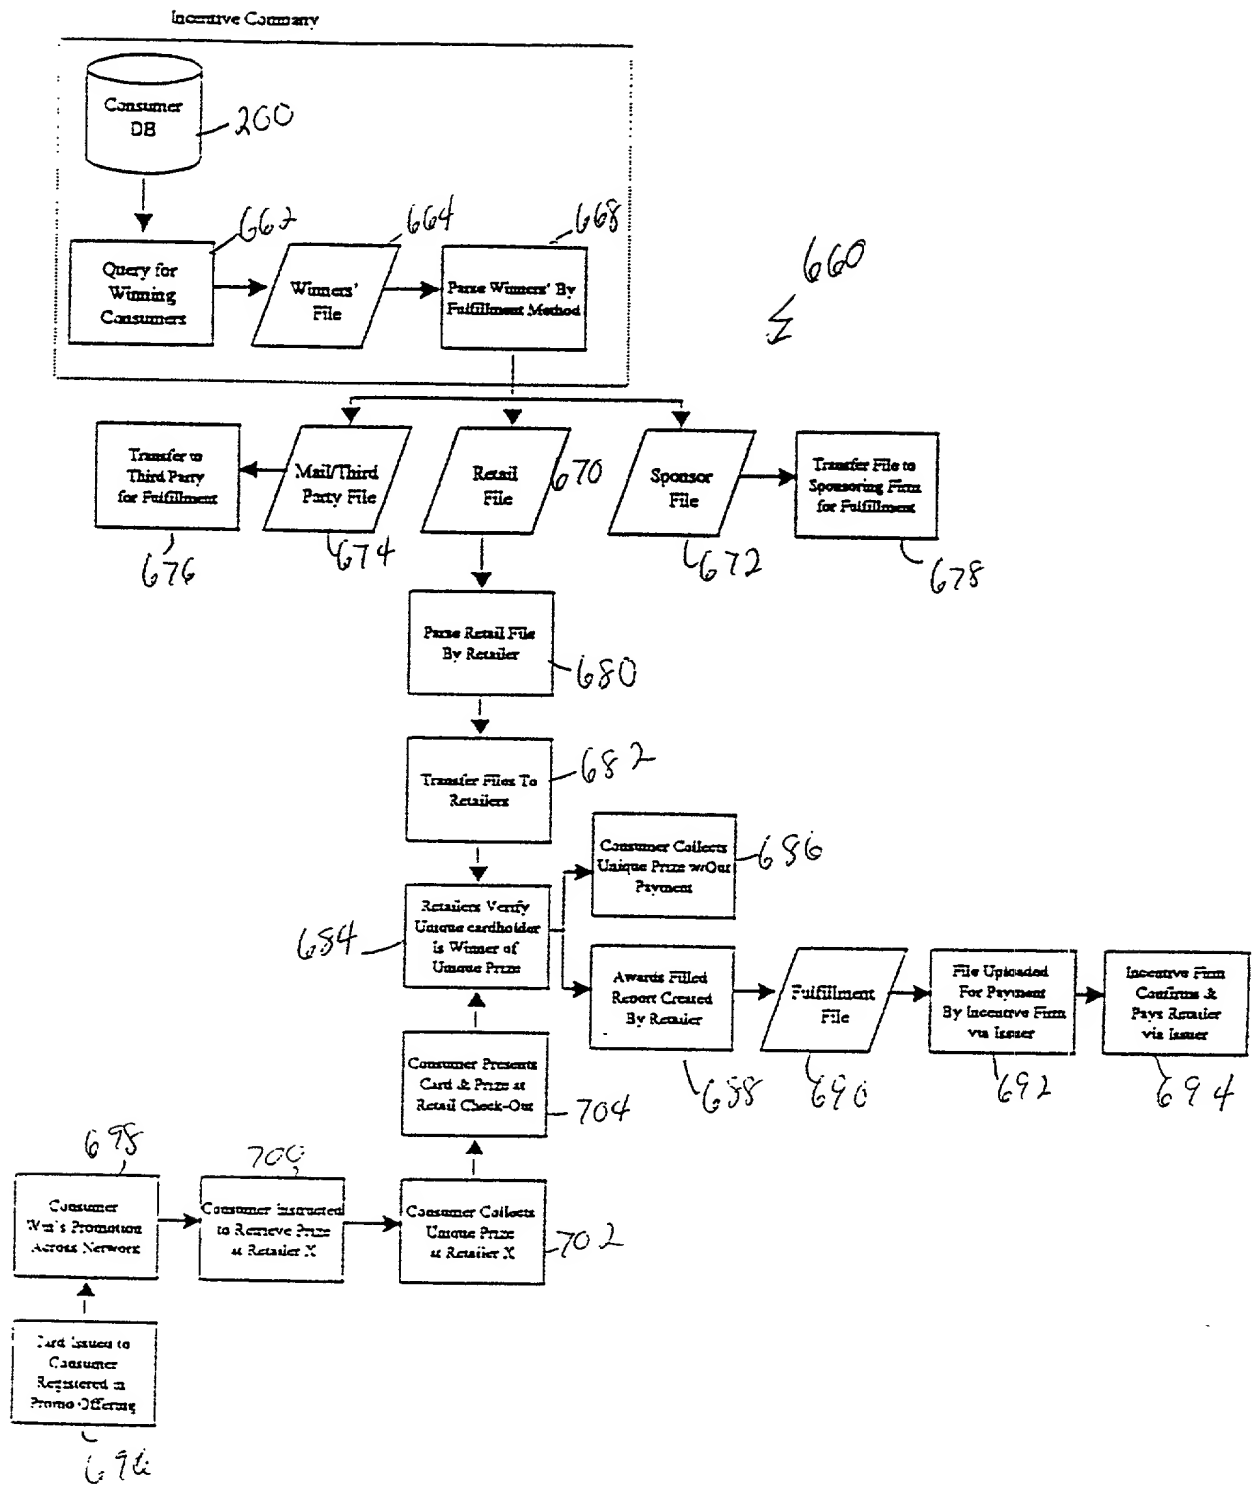 Incentive Company
Consumer
DB
200
662
664
668
660
Query for
Winning
Consumers
Winners'
File
Parse Winners' By
Fulfillment Method
Transfer to
Third Party
for Fulfillment
Mail/Third
Party File
Retail
File
670
Sponsor
File
Transfer File to
Sponsoring Firm
for Fulfillment
676
674
672
678
Parse Retail File
By Retailer
680
Transfer Files To
Retailers
682
Consumer Collects
Unique Prize w/Out
Payment
686
Retailers Verify
Unique cardholder
is Winner of
Unique Prize
684
Awards Filled
Report Created
By Retailer
Fulfillment
File
File Uploaded
For Payment
By Incentive Firm
via Issuer
Incentive Firm
Confirms &
Pays Retailer
via Issuer
688
690
692
694
Consumer Presents
Card & Prize at
Retail Check-Out
704
698
700
Consumer
Wins Promotion
Across Network
Consumer Instructed
to Retrieve Prize
at Retailer X
Consumer Collects
Unique Prize
at Retailer X
702
Card Issued to
Consumer
Registered in
Promo Offering
696